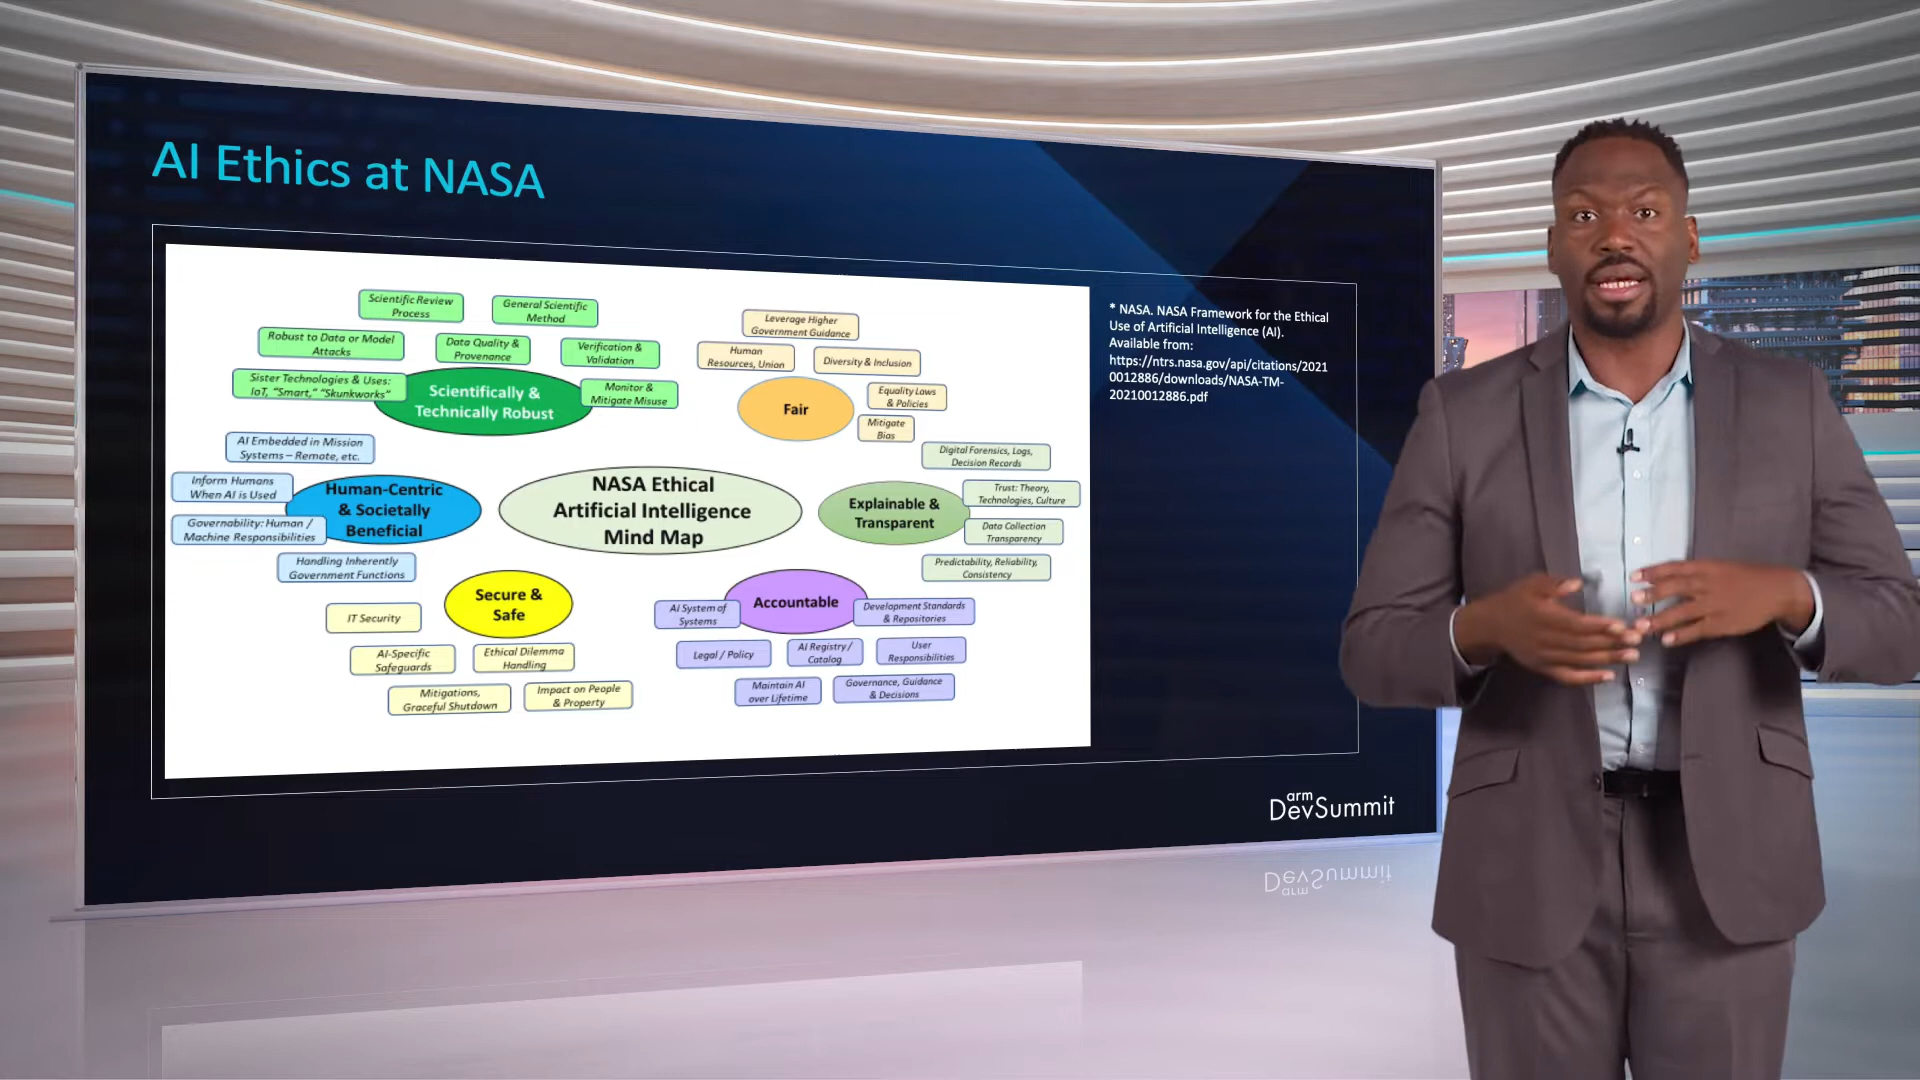 AI Ethics at NASA
Scientific Review
Process
General Scientific
Method
Robust to Data or Model
Attacks
Data Quality &
Provenance
Verification &
Validation
Sister Technologies & Uses:
IoT, "Smart," "Skunkworks"
Scientifically &
Technically Robust
Monitor &
Mitigate Misuse
Leverage Higher
Government Guidance
Human
Resources, Union
Diversity & Inclusion
Fair
Equality Laws
& Policies
Mitigate
Bias
AI Embedded in Mission
Systems – Remote, etc.
Inform Humans
When AI is Used
Human-Centric
& Societally
Beneficial
Governability: Human /
Machine Responsibilities
Handling Inherently
Government Functions
NASA Ethical
Artificial Intelligence
Mind Map
Digital Forensics, Logs,
Decision Records
Explainable &
Transparent
Trust: Theory,
Technologies, Culture
Data Collection
Transparency
Predictability, Reliability,
Consistency
Secure &
Safe
IT Security
AI-Specific
Safeguards
Ethical Dilemma
Handling
Mitigations,
Graceful Shutdown
Impact on People
& Property
Accountable
AI System of
Systems
Development Standards
& Repositories
Legal / Policy
AI Registry /
Catalog
User
Responsibilities
Maintain AI
over Lifetime
Governance, Guidance
& Decisions
* NASA. NASA Framework for the Ethical
Use of Artificial Intelligence (AI).
Available from:
https://ntrs.nasa.gov/api/citations/2021
0012886/downloads/NASA-TM-
20210012886.pdf
arm
DevSummit